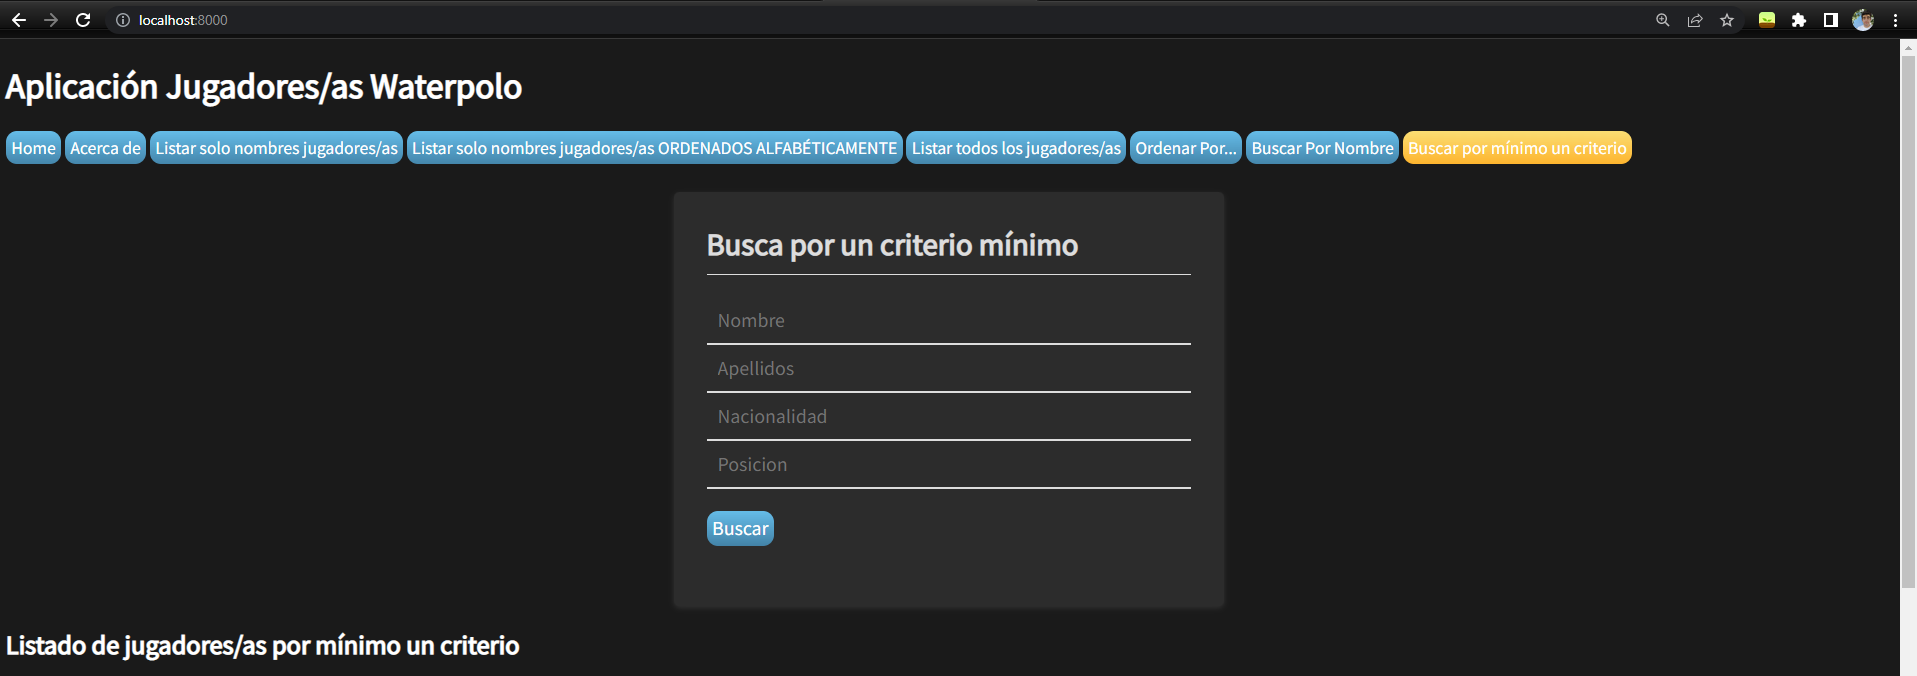 localhost:8000
Aplicación Jugadores/as Waterpolo
Home Acerca de Listar solo nombres jugadores/as Listar solo nombres jugadores/as ORDENADOS ALFABÉTICAMENTE Listar todos los jugadores/as Ordenar Por... Buscar Por Nombre Buscar por mínimo un criterio
Busca por un criterio mínimo
Nombre
Apellidos
Nacionalidad
Posicion
Buscar
Listado de jugadores/as por mínimo un criterio